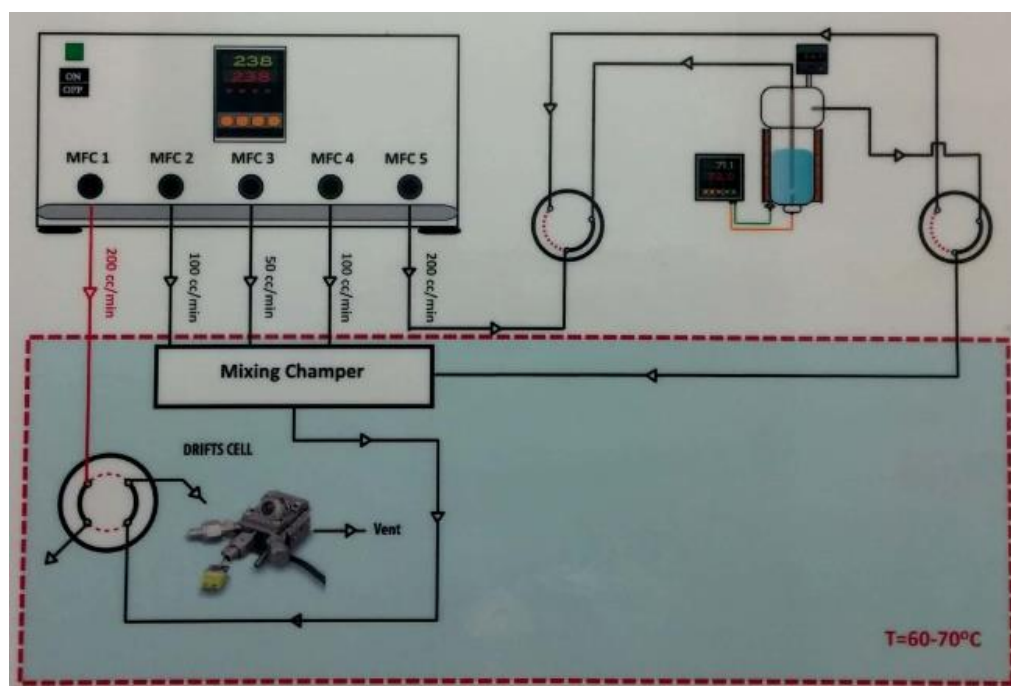 ON
OPP
238
238
MFC 1
MFC 2
MFC 3
MFC 4
MFC 5
200 cc/min
100 cc/min
50 cc/min
100 cc/min
200 cc/min
Mixing Champer
DRIFTS CELL
Vent
T=60-70°C